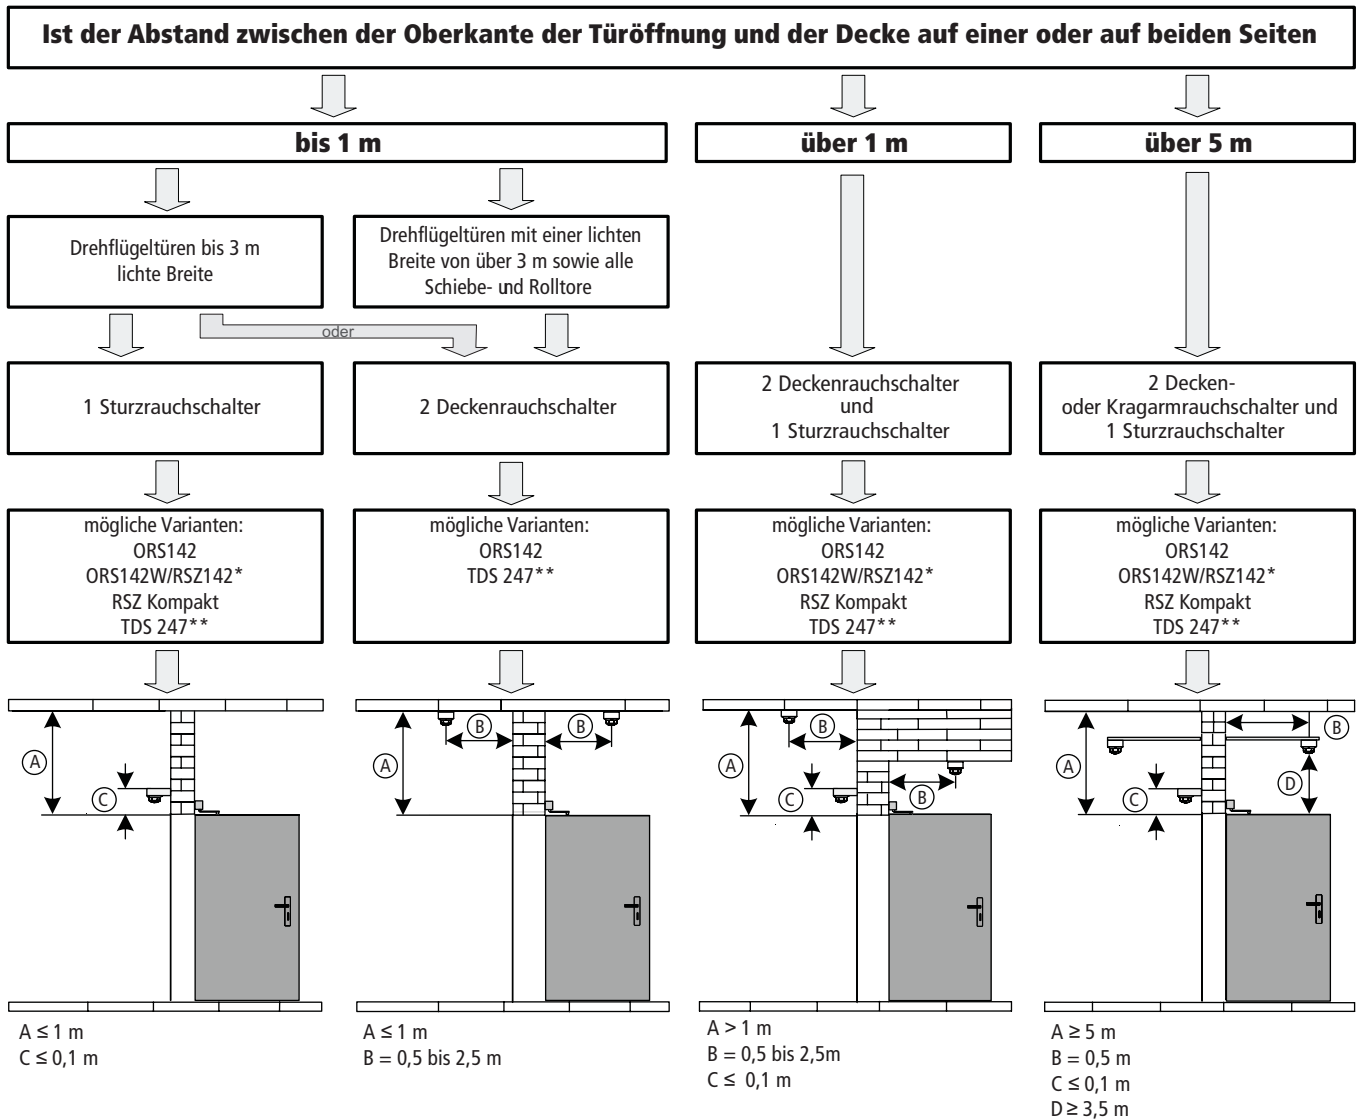 Ist der Abstand zwischen der Oberkante der Türöffnung und der Decke auf einer oder auf beiden Seiten
bis 1 m
über 1 m
über 5 m
Drehflügeltüren bis 3 m
lichte Breite
Drehflügeltüren mit einer lichten
Breite von über 3 m sowie alle
Schiebe- und Rolltore
oder
1 Sturzrauchschalter
2 Deckenrauchschalter
2 Deckenrauchschalter
und
1 Sturzrauchschalter
2 Decken-
oder Kragarmrauchschalter und
1 Sturzrauchschalter
mögliche Varianten:
ORS142
ORS142W/RSZ142*
RSZ Kompakt
TDS 247**
mögliche Varianten:
ORS142
TDS 247**
mögliche Varianten:
ORS142
ORS142W/RSZ142*
RSZ Kompakt
TDS 247**
mögliche Varianten:
ORS142
ORS142W/RSZ142*
RSZ Kompakt
TDS 247**
A
C
A
B
B
A
B
C
B
A
B
C
D
A ≤ 1 m
C ≤ 0,1 m
A ≤ 1 m
B = 0,5 bis 2,5 m
A > 1 m
B = 0,5 bis 2,5m
C ≤ 0,1 m
A ≥ 5 m
B = 0,5 m
C ≤ 0,1 m
D ≥ 3,5 m